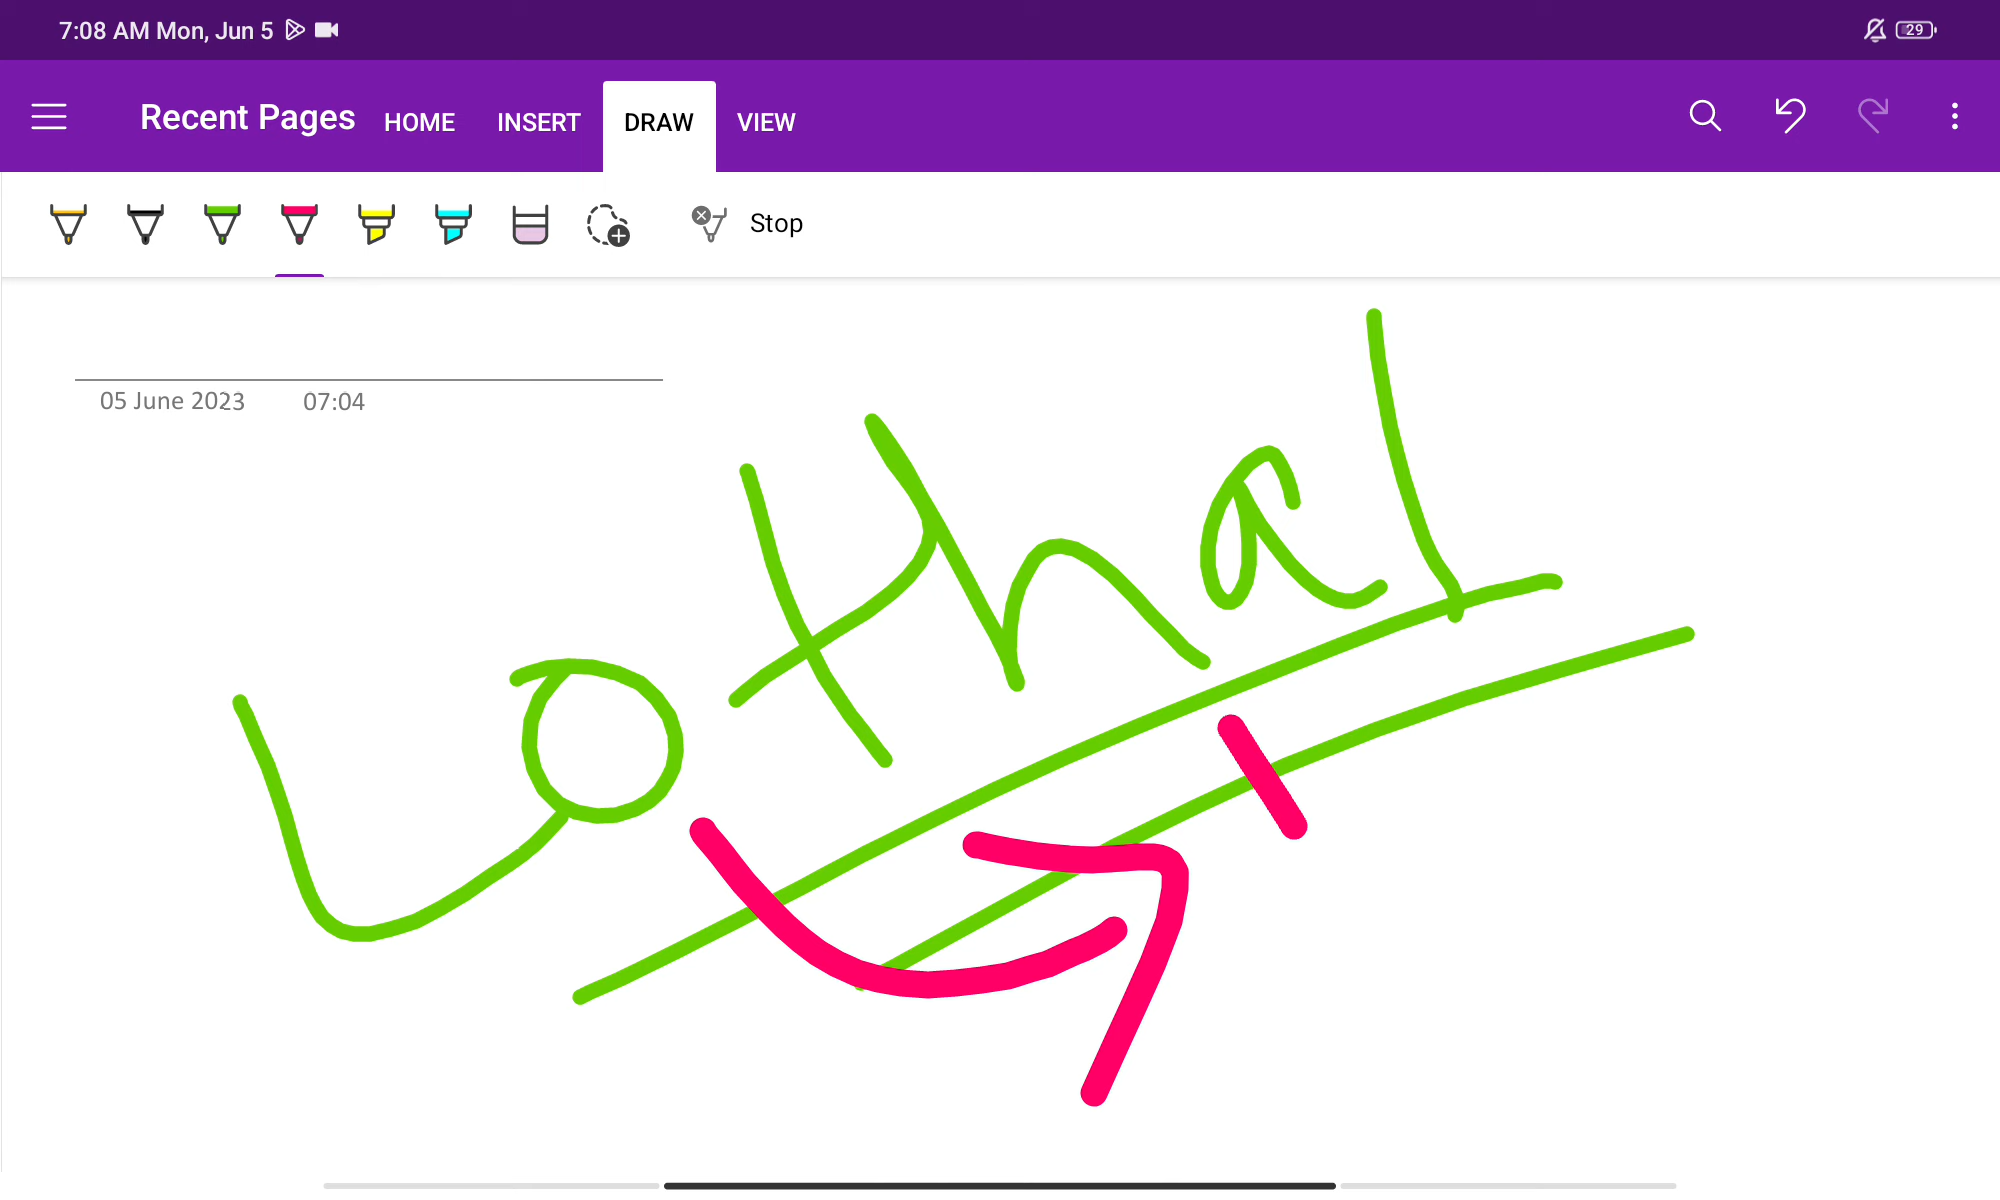 7:08 AM Mon, Jun 5
29
Recent Pages HOME INSERT DRAW VIEW
Stop
05 June 2023 07:04
Lothal